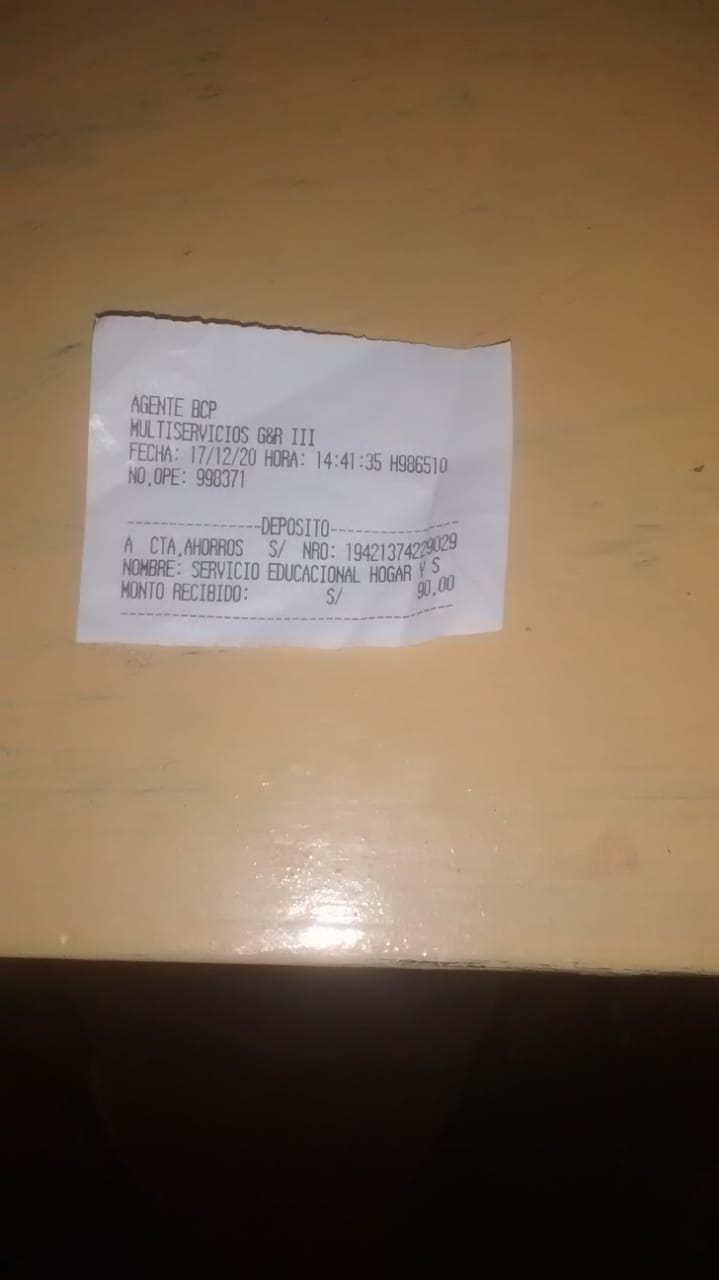 AGENTE BCP
MULTISERVICIOS G&R III
FECHA: 17/12/20 HORA: 14:41:35 H986510
NO.OPE: 998371
------------------DEPOSITO-----------------
A CTA.AHORROS S/ NRO: 19421374229029
NOMBRE: SERVICIO EDUCACIONAL HOGAR Y S
MONTO RECIBIDO: S/ 90.00